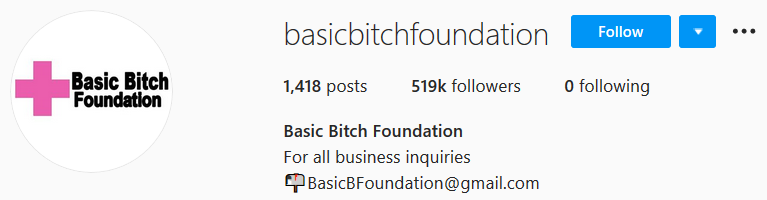 basicbitchfoundation Follow
Basic Bitch
Foundation
1,418 posts 519k followers 0 following
Basic Bitch Foundation
For all business inquiries
📬BasicBFoundation@gmail.com